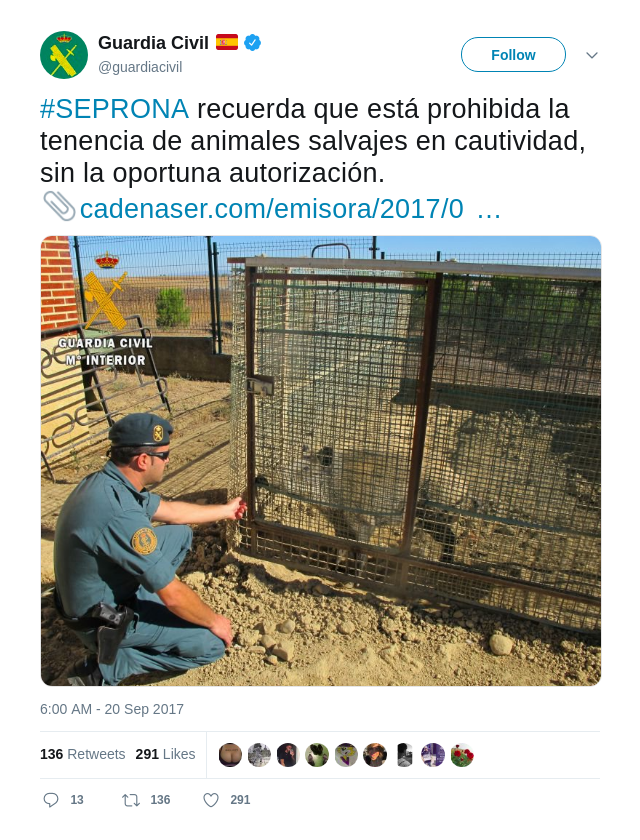 Guardia Civil
@guardiacivil
Follow
#SEPRONA recuerda que está prohibida la
tenencia de animales salvajes en cautividad,
sin la oportuna autorización.
cadenaser.com/emisora/2017/0 …
GUARDIA CIVIL
Mº INTERIOR
6:00 AM - 20 Sep 2017
136 Retweets 291 Likes
13 136 291